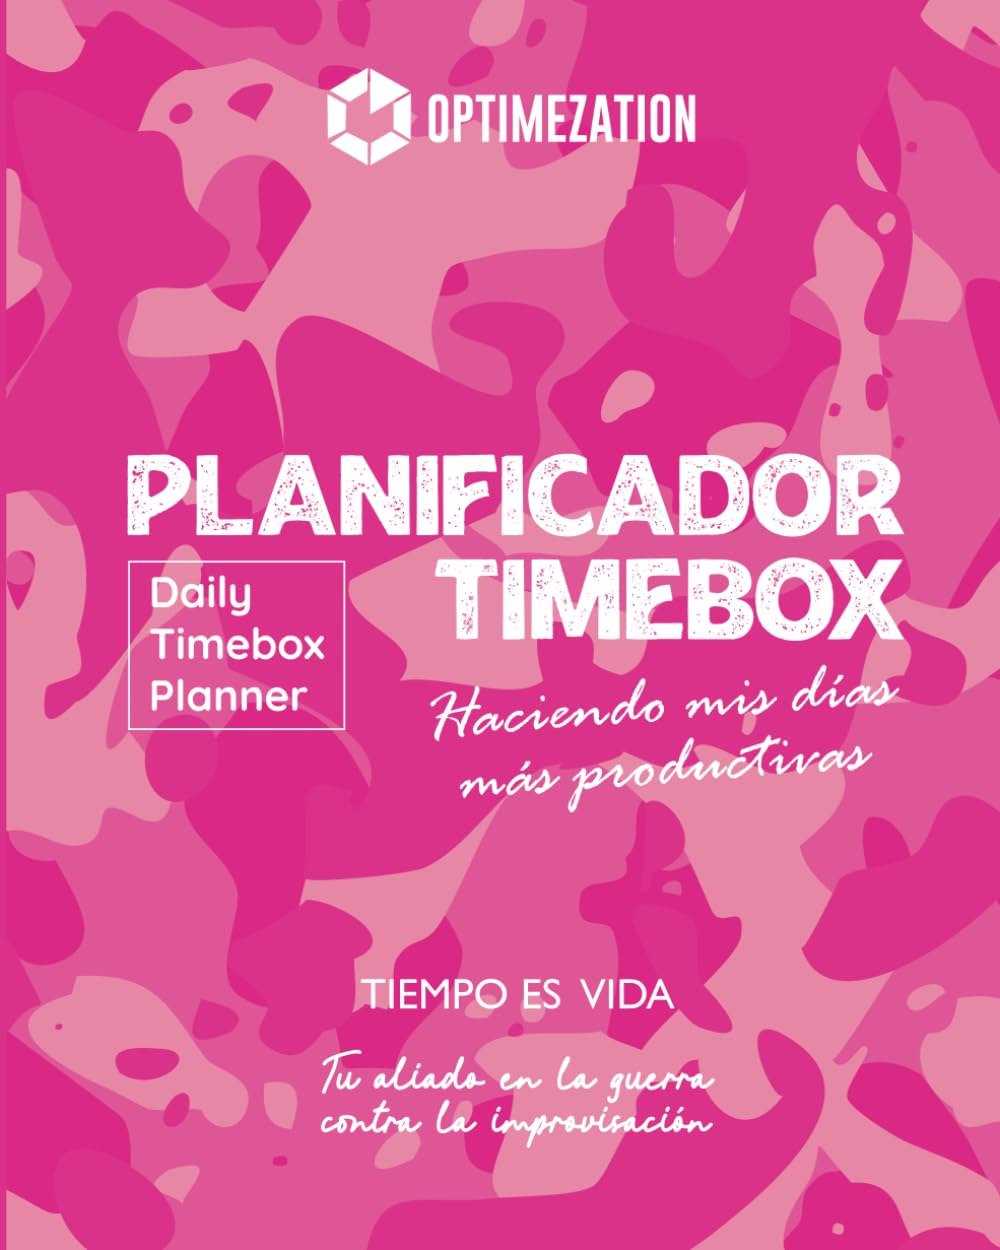 OPTIMEZATION
PLANIFICADOR
TIMEBOX
Daily
Timebox
Planner
Haciendo mis días
más productivas
TIEMPO ES VIDA
Tu aliado en la guerra
contra la improvisación